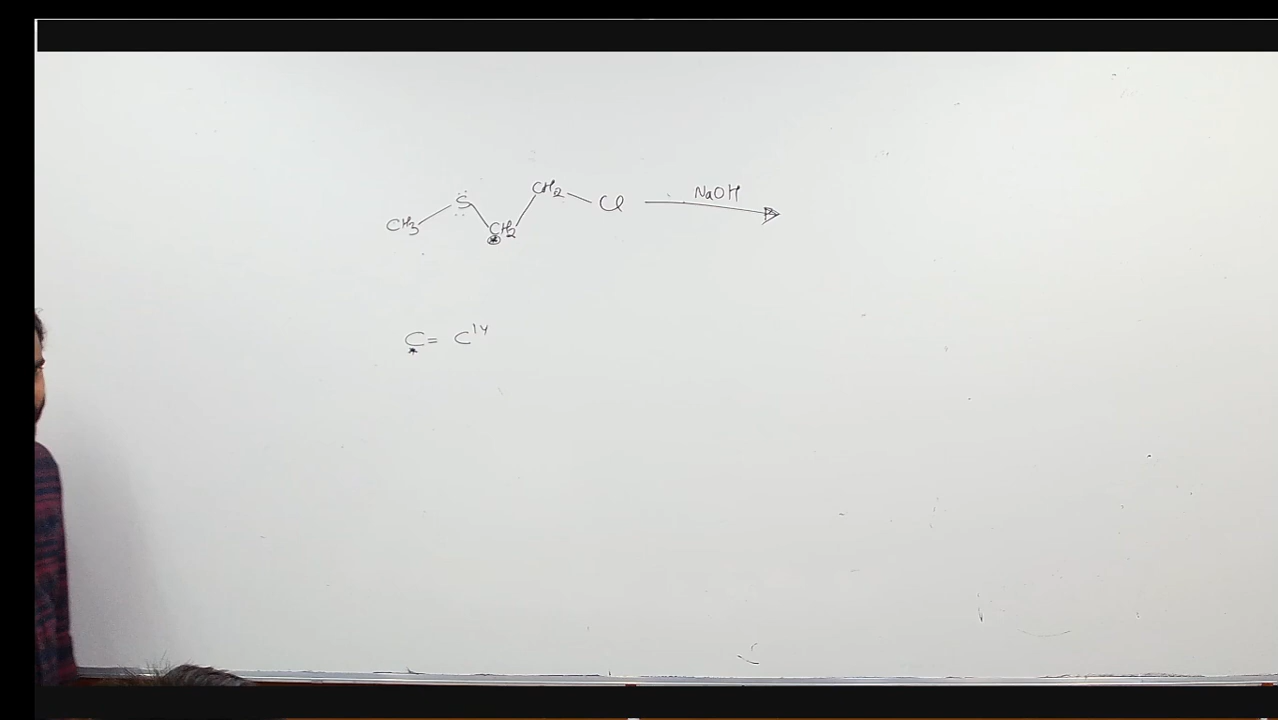 CH3 S̈ CH2 CH2 Cl NaOH
*
C = C¹⁴
*